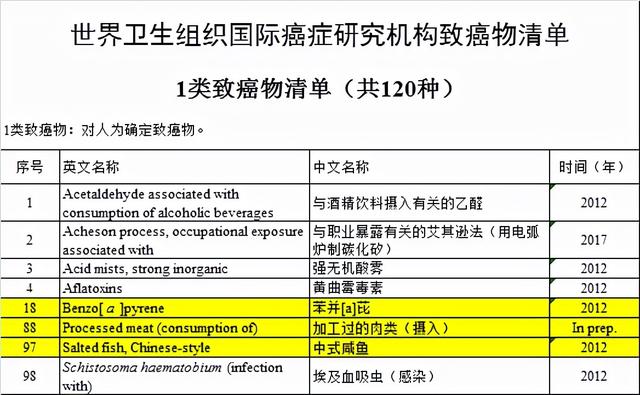 世界卫生组织国际癌症研究机构致癌物清单
1类致癌物清单（共120种）
1类致癌物：对人为确定致癌物。
序号 英文名称 中文名称 时间（年）
1 Acetaldehyde associated with consumption of alcoholic beverages 与酒精饮料摄入有关的乙醛 2012
2 Acheson process, occupational exposure associated with 与职业暴露有关的艾其逊法（用电弧炉制碳化矽） 2017
3 Acid mists, strong inorganic 强无机酸雾 2012
4 Aflatoxins 黄曲霉毒素 2012
18 Benzo[a]pyrene 苯并[a]芘 2012
88 Processed meat (consumption of) 加工过的肉类（摄入） In prep.
97 Salted fish, Chinese-style 中式咸鱼 2012
98 Schistosoma haematobium (infection with) 埃及血吸虫（感染） 2012